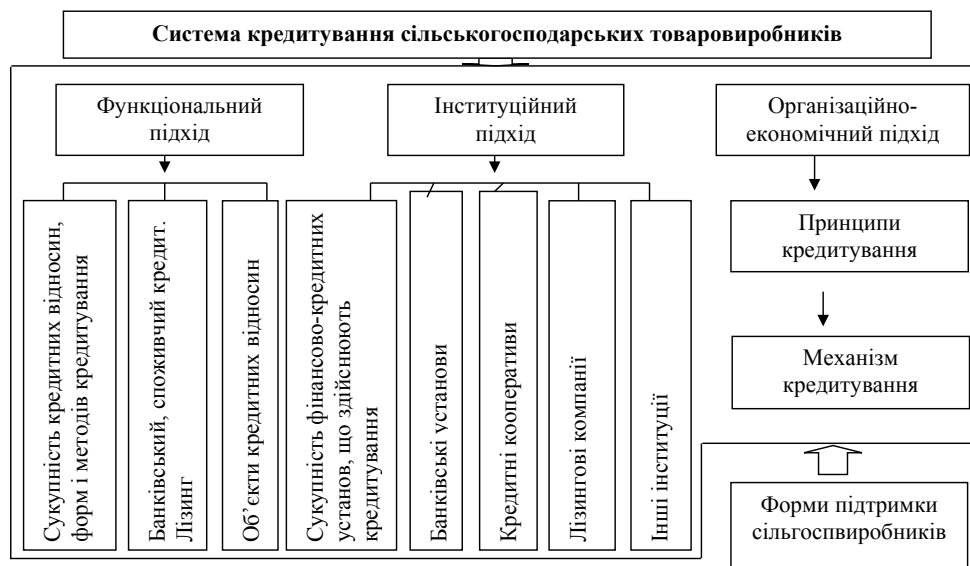 Система кредитування сільськогосподарських товаровиробників
Функціональний
підхід
Інституційний
підхід
Організаційно-
економічний підхід
Сукупність кредитних відносин,
форм і методів кредитування
Банківський, споживчий кредит.
Лізинг
Об’єкти кредитних відносин
Сукупність фінансово-кредитних
установ, що здійснюють
кредитування
Банківські установи
Кредитні кооперативи
Лізингові компанії
Інші інституції
Принципи
кредитування
Механізм
кредитування
Форми підтримки
сільгоспвиробників